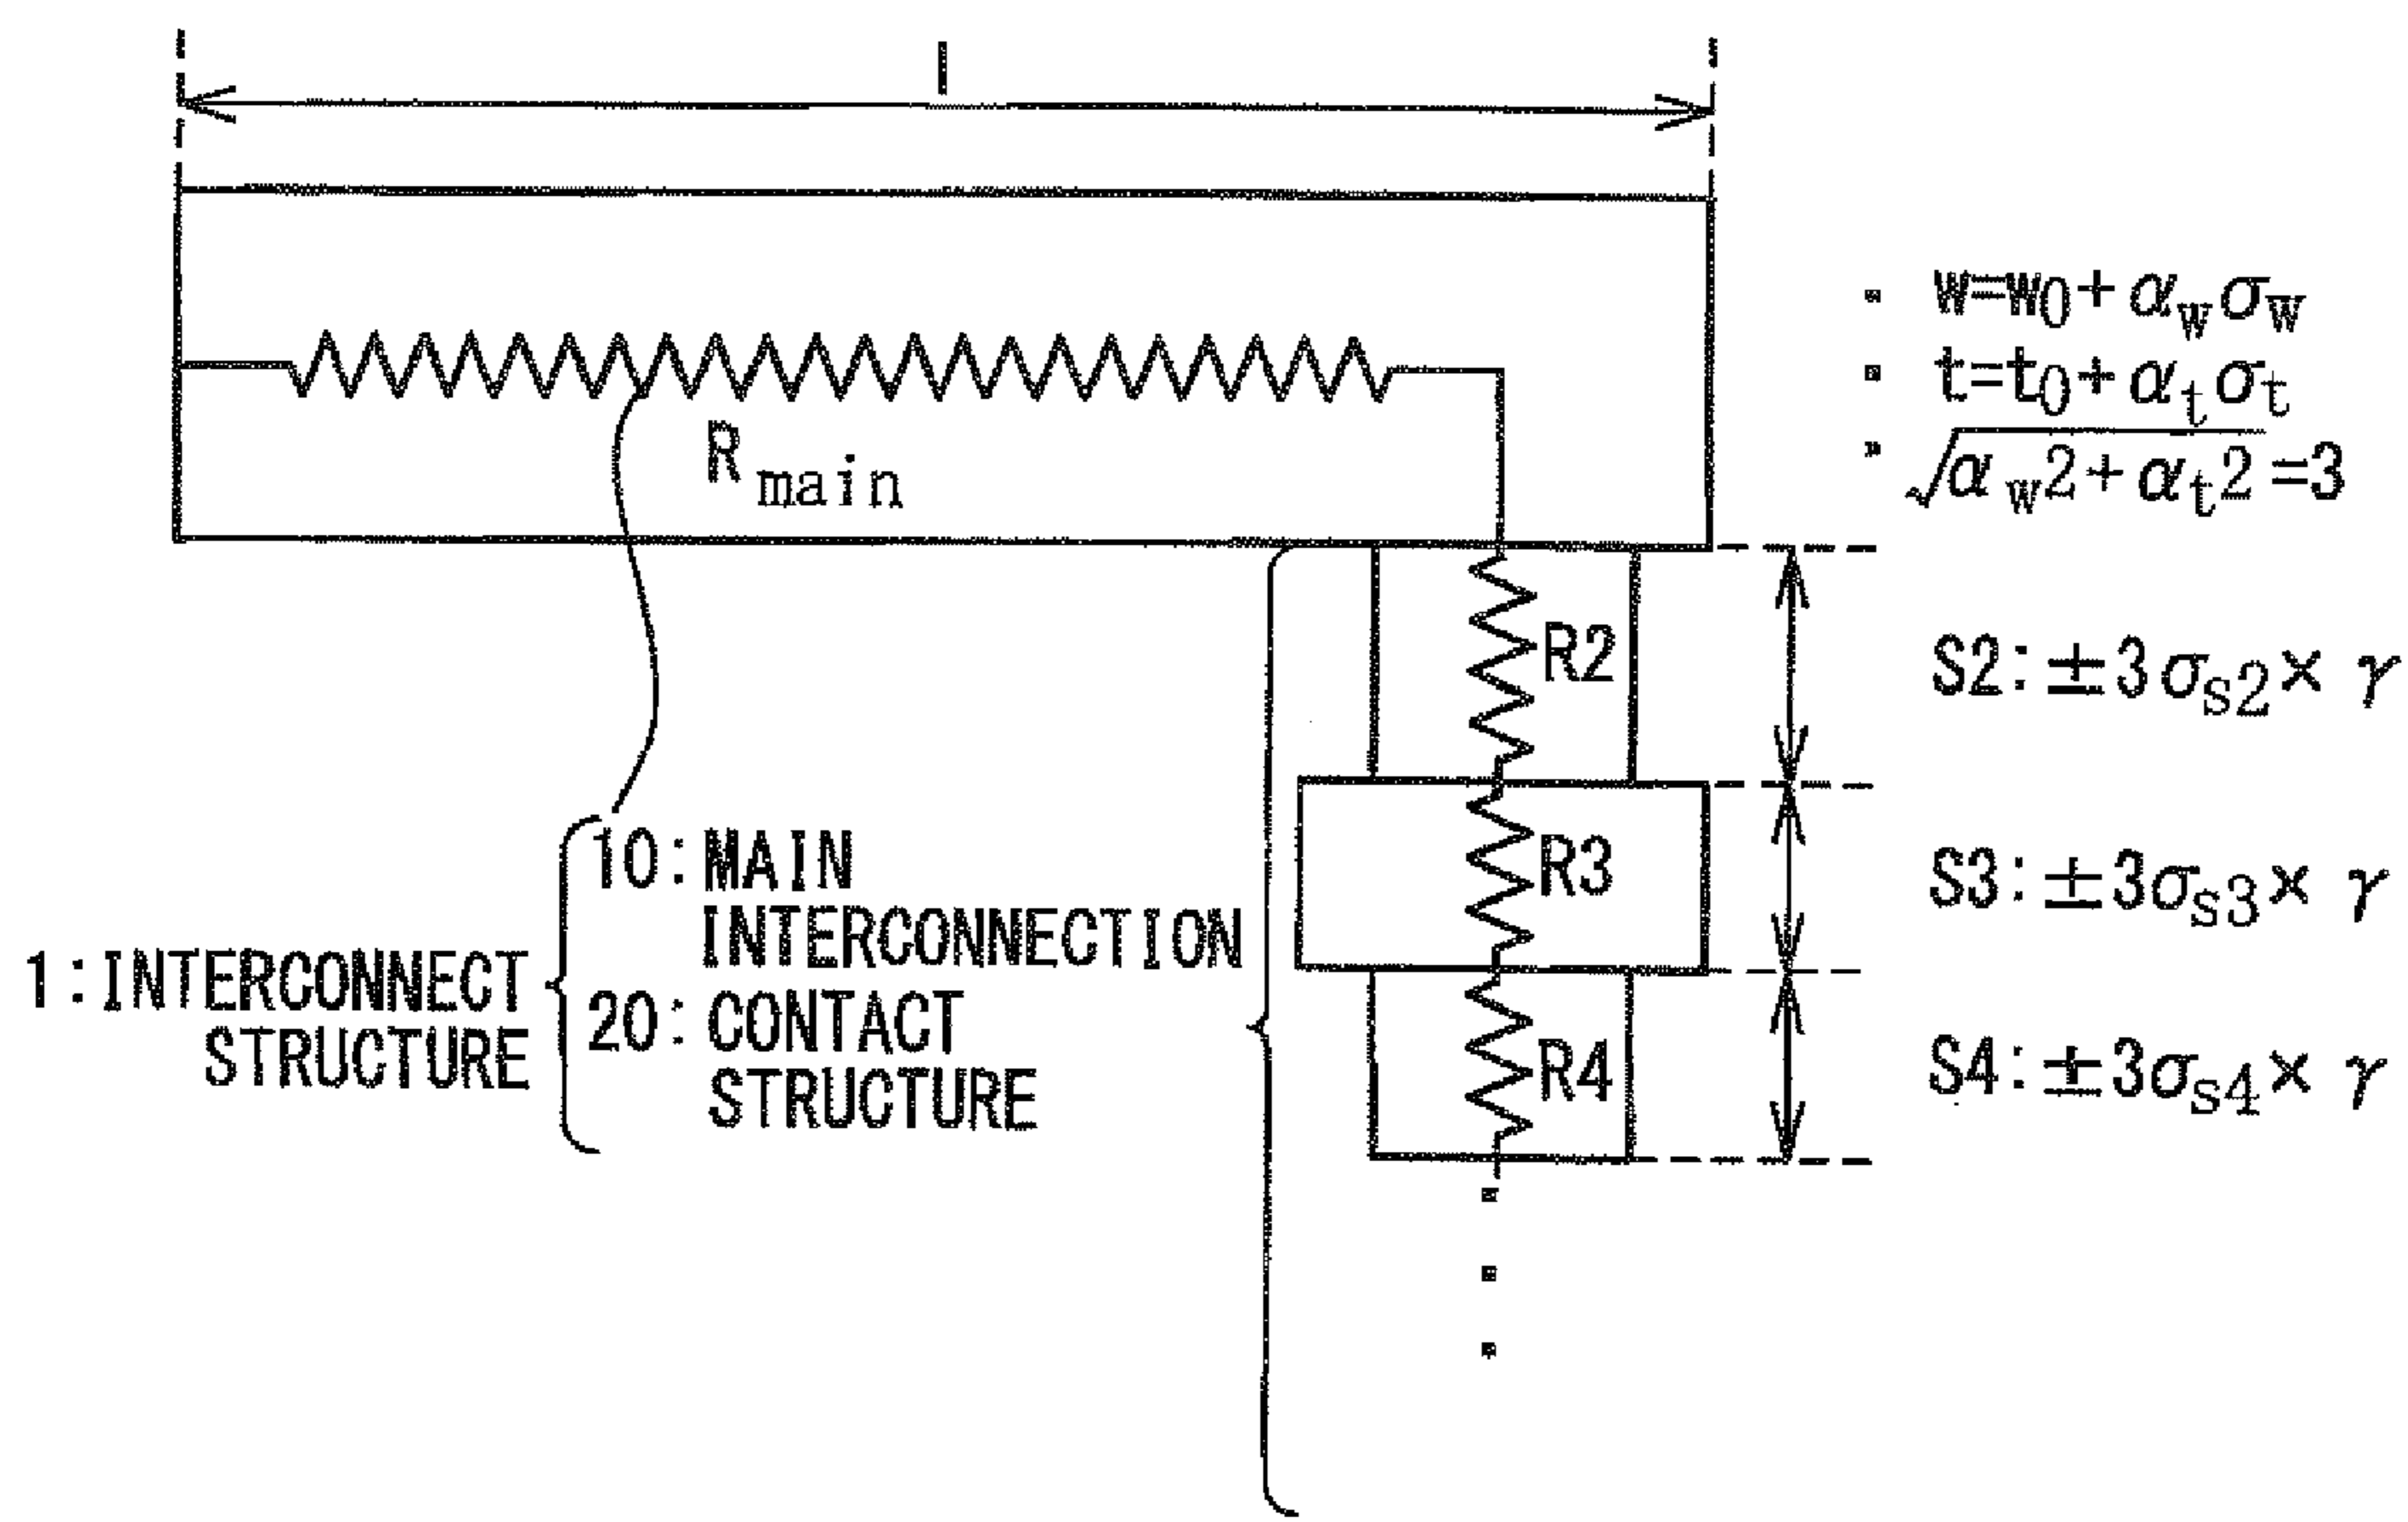 l
w=w0+αwσw
t=t0+αtσt
√αw2+αt2=3
Rmain
R2
S2:±3σs2× γ
10:MAIN
INTERCONNECTION
R3
S3:±3σs3× γ
1:INTERCONNECT
STRUCTURE
20:CONTACT
STRUCTURE
R4
S4:±3σs4× γ